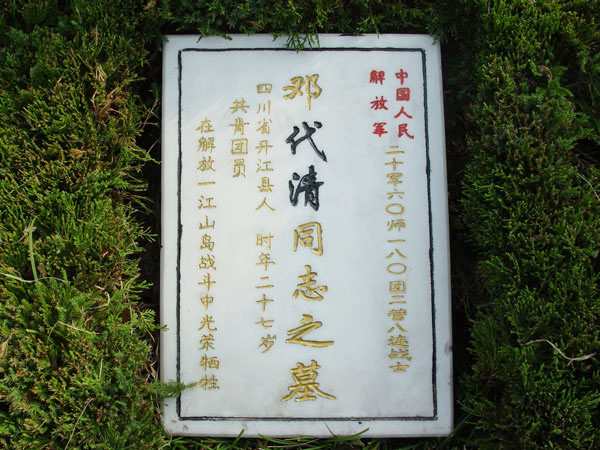 中国人民
解放军
二十军六〇师一八〇团二营八连战士
邓代清同志之墓
四川省丹江县人 时年二十七岁
共青团员
在解放一江山岛战斗中光荣牺牲